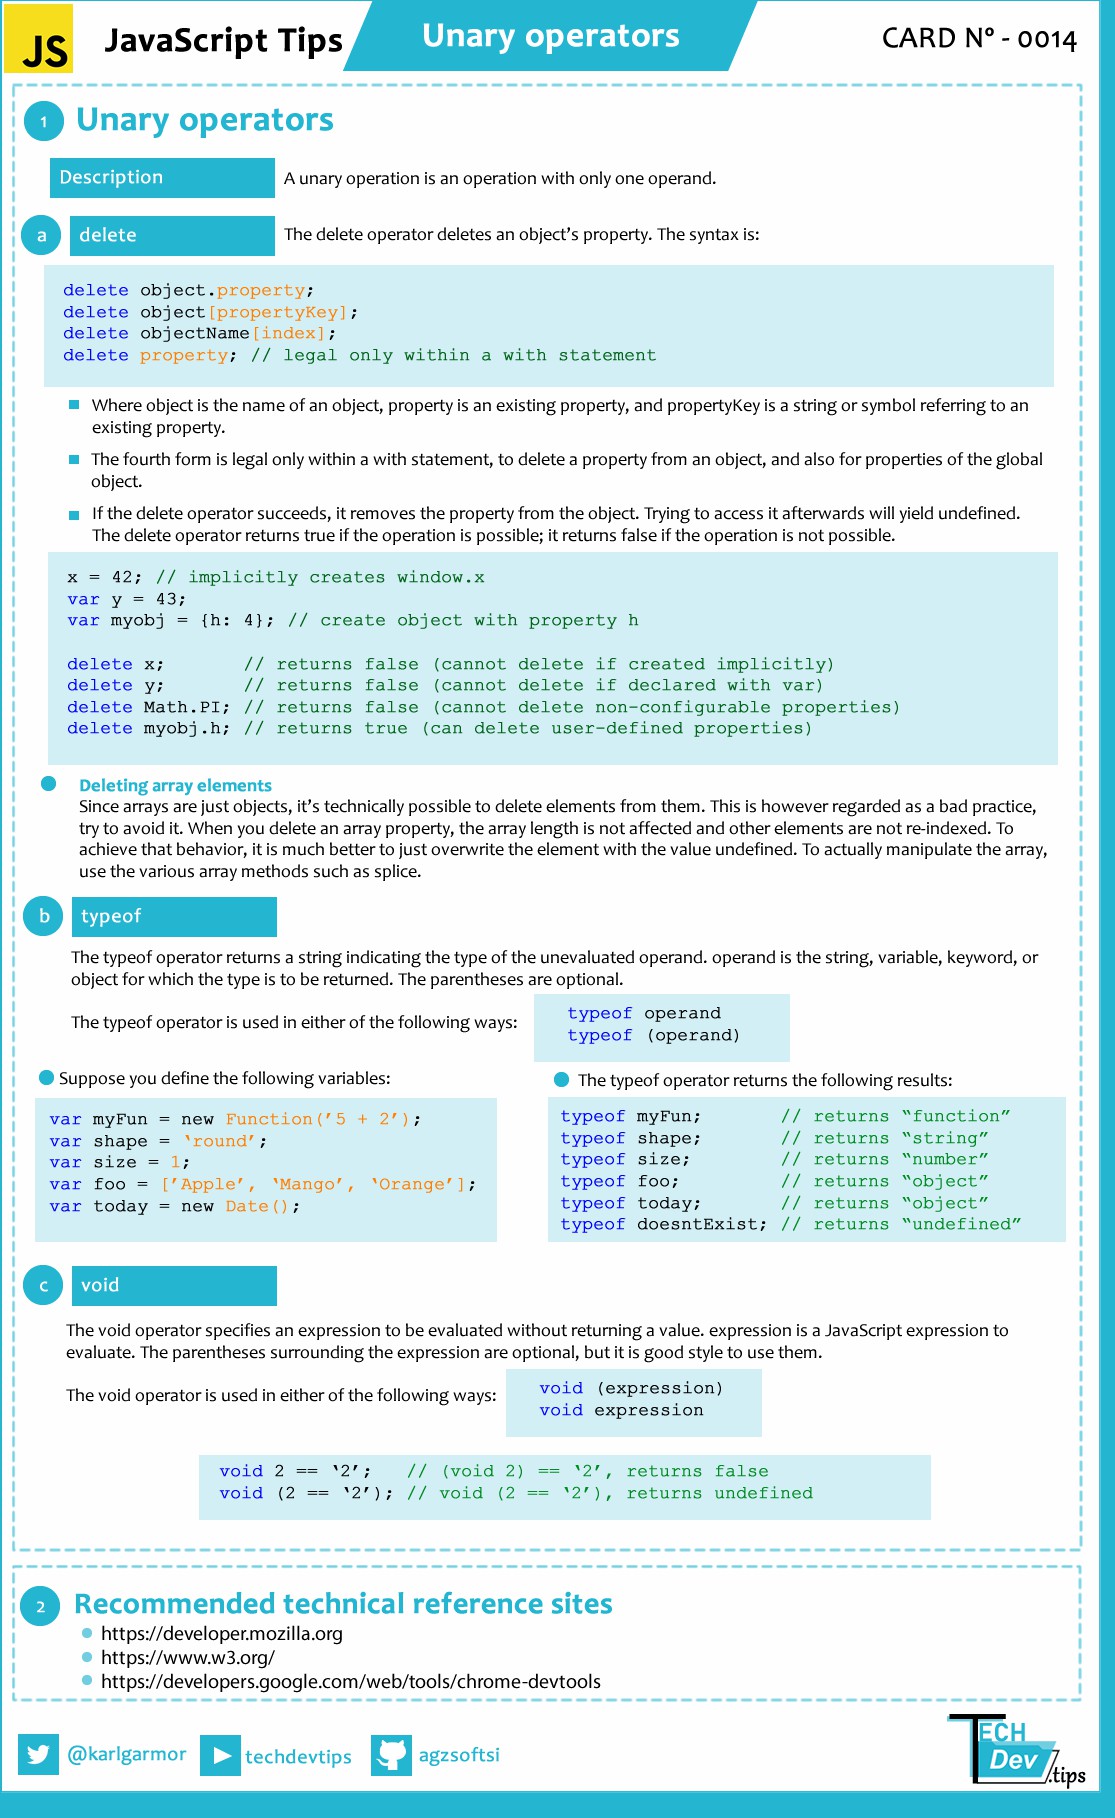 JS
JavaScript Tips
Unary operators
CARD Nº - 0014
1
Unary operators
Description
A unary operation is an operation with only one operand.
a
delete
The delete operator deletes an object's property. The syntax is:
delete object.property;
delete object[propertyKey];
delete objectName[index];
delete property; // legal only within a with statement
Where object is the name of an object, property is an existing property, and propertyKey is a string or symbol referring to an
existing property.
The fourth form is legal only within a with statement, to delete a property from an object, and also for properties of the global
object.
If the delete operator succeeds, it removes the property from the object. Trying to access it afterwards will yield undefined.
The delete operator returns true if the operation is possible; it returns false if the operation is not possible.
x = 42; // implicitly creates window.x
var y = 43;
var myobj = {h: 4}; // create object with property h
delete x;       // returns false (cannot delete if created implicitly)
delete y;       // returns false (cannot delete if declared with var)
delete Math.PI; // returns false (cannot delete non-configurable properties)
delete myobj.h; // returns true (can delete user-defined properties)
Deleting array elements
Since arrays are just objects, it's technically possible to delete elements from them. This is however regarded as a bad practice,
try to avoid it. When you delete an array property, the array length is not affected and other elements are not re-indexed. To
achieve that behavior, it is much better to just overwrite the element with the value undefined. To actually manipulate the array,
use the various array methods such as splice.
b
typeof
The typeof operator returns a string indicating the type of the unevaluated operand. operand is the string, variable, keyword, or
object for which the type is to be returned. The parentheses are optional.
The typeof operator is used in either of the following ways:
typeof operand
typeof (operand)
Suppose you define the following variables:
var myFun = new Function(’5 + 2’);
var shape = ‘round’;
var size = 1;
var foo = [’Apple’, ‘Mango’, ‘Orange’];
var today = new Date();
The typeof operator returns the following results:
typeof myFun;       // returns “function”
typeof shape;       // returns “string”
typeof size;        // returns “number”
typeof foo;         // returns “object”
typeof today;       // returns “object”
typeof doesntExist; // returns “undefined”
c
void
The void operator specifies an expression to be evaluated without returning a value. expression is a JavaScript expression to
evaluate. The parentheses surrounding the expression are optional, but it is good style to use them.
The void operator is used in either of the following ways:
void (expression)
void expression
void 2 == ‘2’;   // (void 2) == ‘2’, returns false
void (2 == ‘2’); // void (2 == ‘2’), returns undefined
2
Recommended technical reference sites
https://developer.mozilla.org
https://www.w3.org/
https://developers.google.com/web/tools/chrome-devtools
@karlgarmor
techdevtips
agzsoftsi
TECH
Dev
.tips